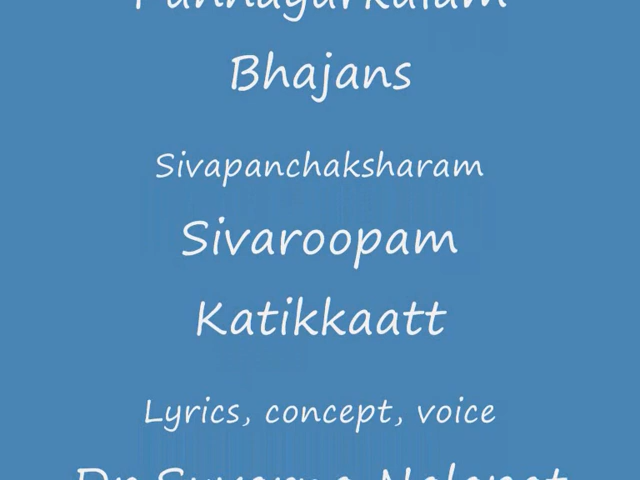 Bhajans
Sivapanchaksharam
Sivaroopam
Katikkaatt
Lyrics, concept, voice